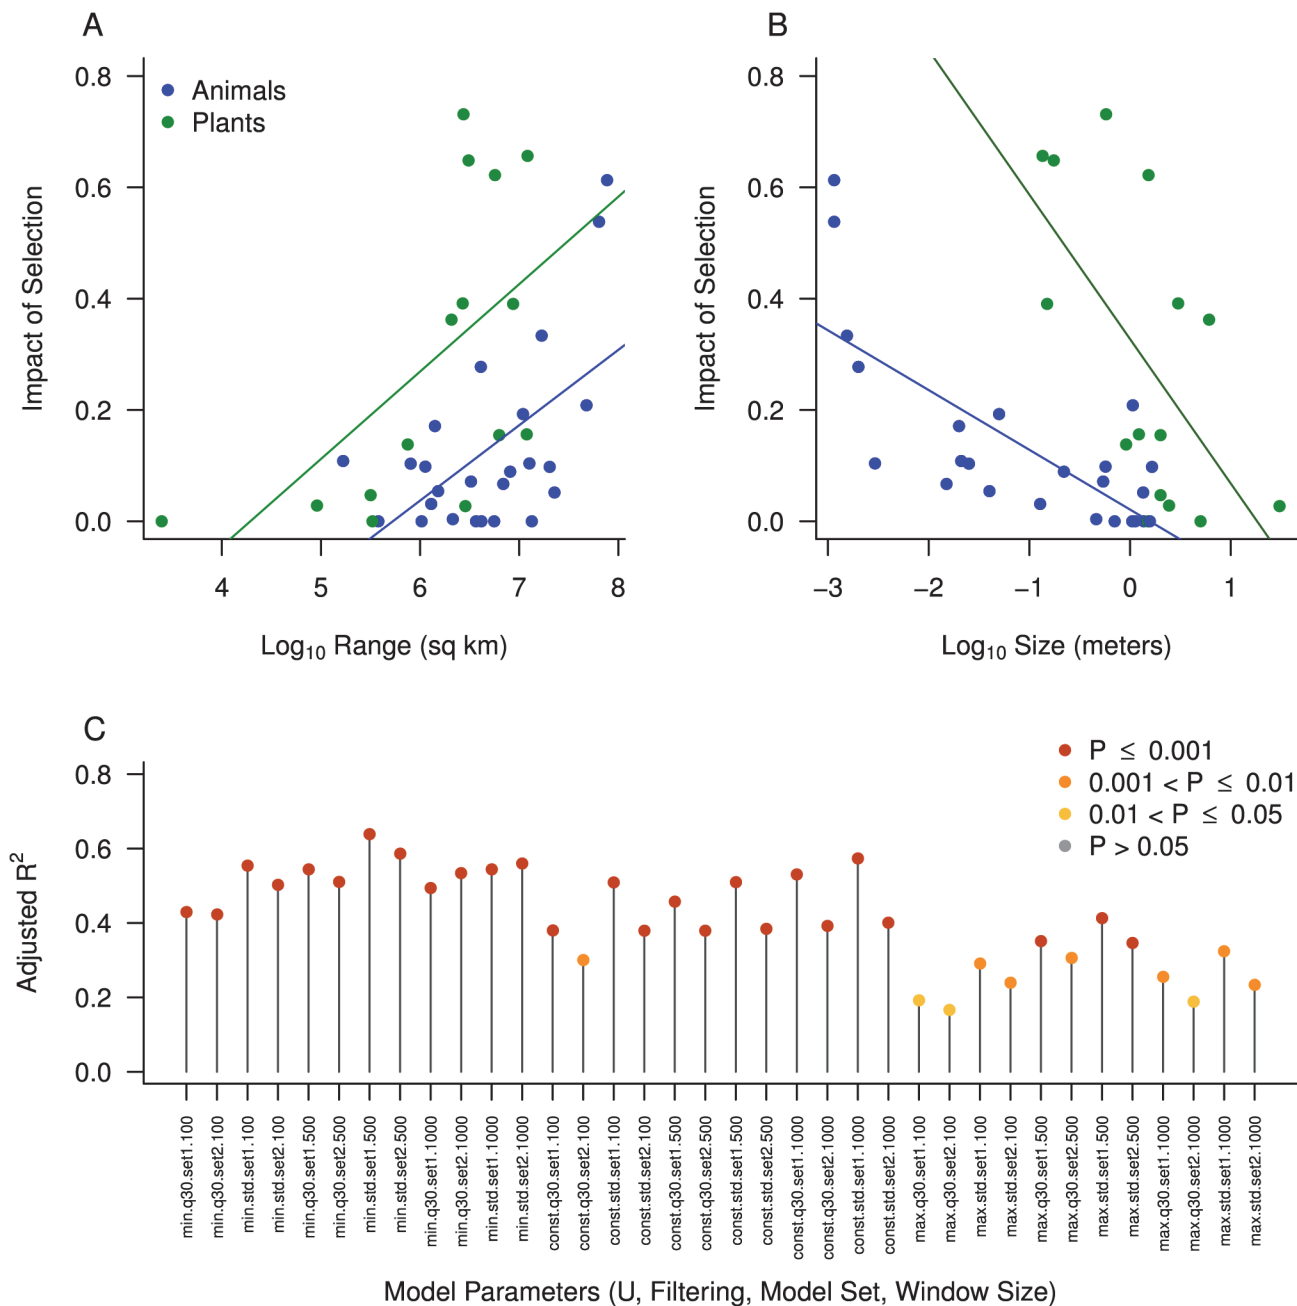 A
B
0.8
0.6
0.4
0.2
0.0
Impact of Selection
Animals
Plants
4 5 6 7 8
Log10 Range (sq km)
0.8
0.6
0.4
0.2
0.0
Impact of Selection
−3 −2 −1 0 1
Log10 Size (meters)
C
P ≤ 0.001
0.001 < P ≤ 0.01
0.01 < P ≤ 0.05
P > 0.05
0.8
0.6
0.4
0.2
0.0
Adjusted R2
min.q30.set1.100
min.q30.set2.100
min.std.set1.100
min.std.set2.100
min.q30.set1.500
min.q30.set2.500
min.std.set1.500
min.std.set2.500
min.q30.set1.1000
min.q30.set2.1000
min.std.set1.1000
min.std.set2.1000
const.q30.set1.100
const.q30.set2.100
const.std.set1.100
const.std.set2.100
const.q30.set1.500
const.q30.set2.500
const.std.set1.500
const.std.set2.500
const.q30.set1.1000
const.q30.set2.1000
const.std.set1.1000
const.std.set2.1000
max.q30.set1.100
max.q30.set2.100
max.std.set1.100
max.std.set2.100
max.q30.set1.500
max.q30.set2.500
max.std.set1.500
max.std.set2.500
max.q30.set1.1000
max.q30.set2.1000
max.std.set1.1000
max.std.set2.1000
Model Parameters (U, Filtering, Model Set, Window Size)